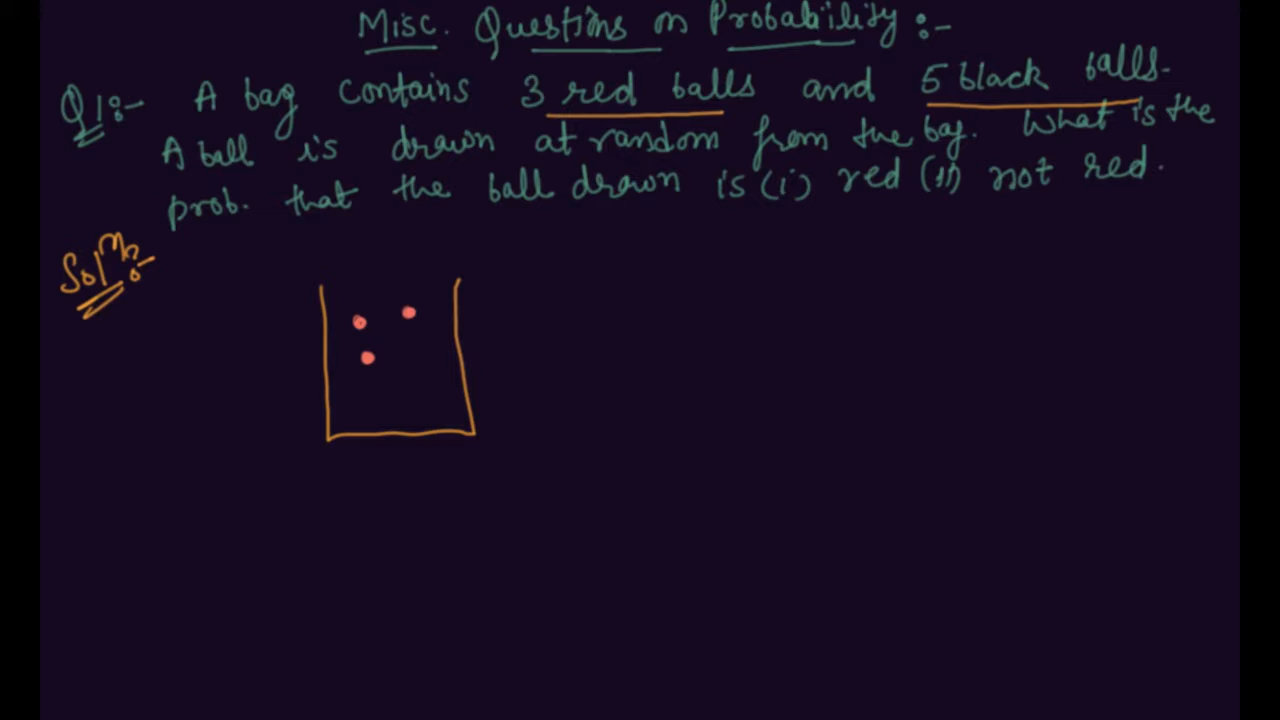 Misc. Questions on Probability :-
Q1:- A bag contains 3 red balls and 5 black balls.
A ball is drawn at random from the bag. What is the
prob. that the ball drawn is (i) red (ii) not red.
Soln:-